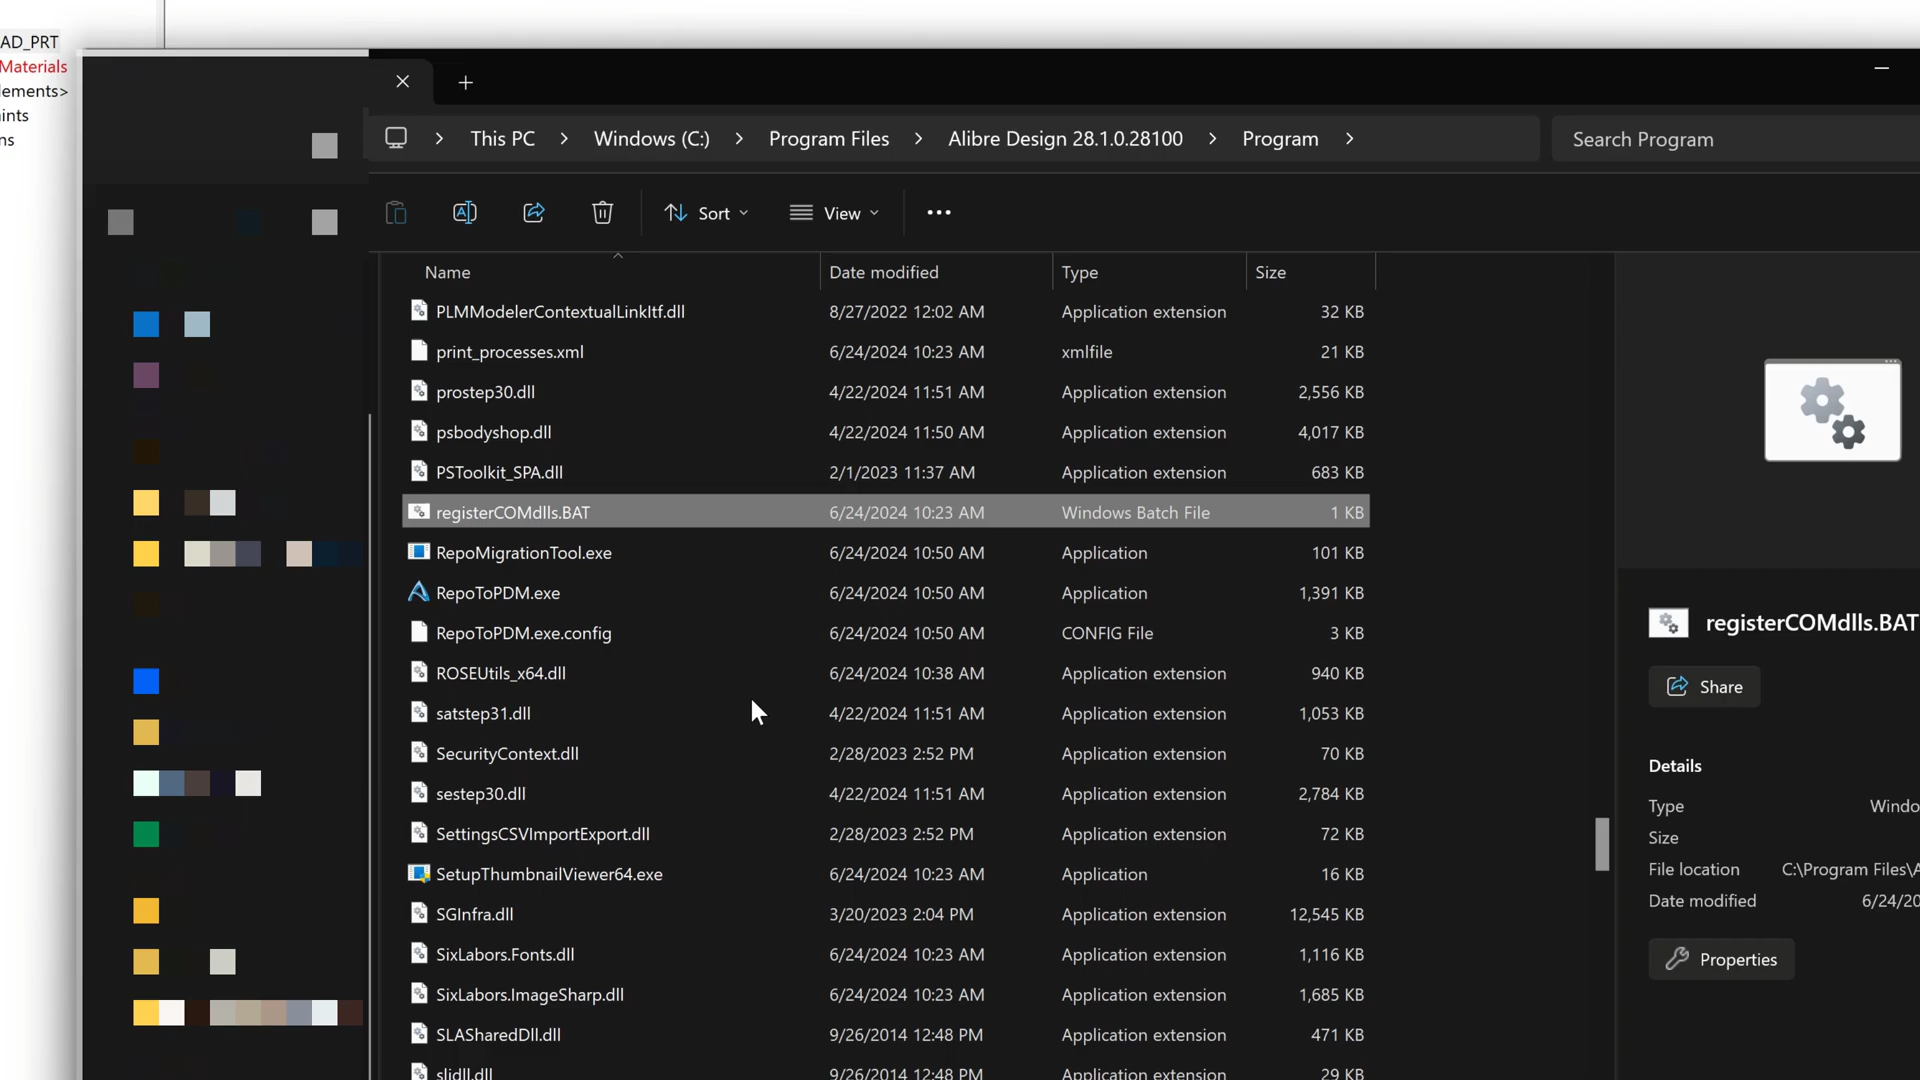 AD_PRT
Materials
lements>
ints
ns
This PC
Windows (C:)
Program Files
Alibre Design 28.1.0.28100
Program
Search Program
Sort
View
Name Date modified Type Size
PLMModelerContextualLinkItf.dll 8/27/2022 12:02 AM Application extension 32 KB
print_processes.xml 6/24/2024 10:23 AM xmlfile 21 KB
prostep30.dll 4/22/2024 11:51 AM Application extension 2,556 KB
psbodyshop.dll 4/22/2024 11:50 AM Application extension 4,017 KB
PSToolkit_SPA.dll 2/1/2023 11:37 AM Application extension 683 KB
registerCOMdlls.BAT 6/24/2024 10:23 AM Windows Batch File 1 KB
RepoMigrationTool.exe 6/24/2024 10:50 AM Application 101 KB
RepoToPDM.exe 6/24/2024 10:50 AM Application 1,391 KB
RepoToPDM.exe.config 6/24/2024 10:50 AM CONFIG File 3 KB
ROSEUtils_x64.dll 6/24/2024 10:38 AM Application extension 940 KB
satstep31.dll 4/22/2024 11:51 AM Application extension 1,053 KB
SecurityContext.dll 2/28/2023 2:52 PM Application extension 70 KB
sestep30.dll 4/22/2024 11:51 AM Application extension 2,784 KB
SettingsCSVImportExport.dll 2/28/2023 2:52 PM Application extension 72 KB
SetupThumbnailViewer64.exe 6/24/2024 10:23 AM Application 16 KB
SGInfra.dll 3/20/2023 2:04 PM Application extension 12,545 KB
SixLabors.Fonts.dll 6/24/2024 10:23 AM Application extension 1,116 KB
SixLabors.ImageSharp.dll 6/24/2024 10:23 AM Application extension 1,685 KB
SLASharedDll.dll 9/26/2014 12:48 PM Application extension 471 KB
slidll.dll 9/26/2014 12:48 PM Application extension 29 KB
registerCOMdlls.BAT
Share
Details
Type Windo
Size
File location C:\Program Files\A
Date modified 6/24/20
Properties